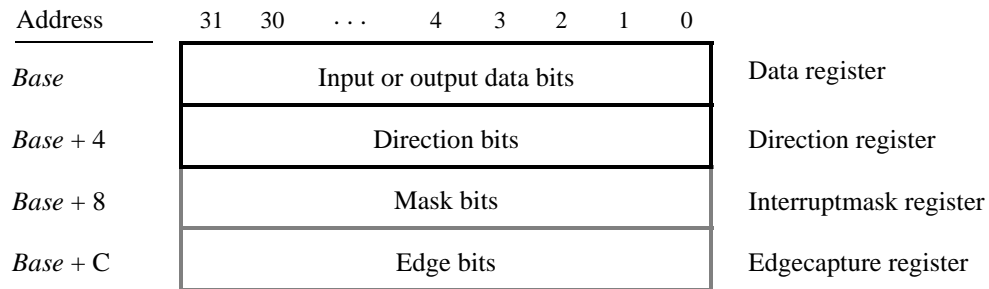 Address 31 30 . . . 4 3 2 1 0
Base Input or output data bits Data register
Base + 4 Direction bits Direction register
Base + 8 Mask bits Interruptmask register
Base + C Edge bits Edgecapture register